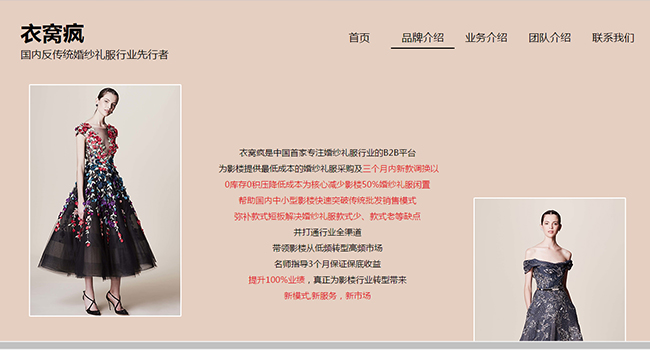 衣窝疯
国内反传统婚纱礼服行业先行者
首页 品牌介绍 业务介绍 团队介绍 联系我们
衣窝疯是中国首家专注婚纱礼服行业的B2B平台
为影楼提供最低成本的婚纱礼服采购及三个月内新款调换以
0库存0积压降低成本为核心减少影楼50%婚纱礼服闲置
帮助国内中小型影楼快速突破传统批发销售模式
弥补款式短板解决婚纱礼服款式少、款式老等缺点
并打通行业全渠道
带领影楼从低频转型高频市场
名师指导3个月保证保底收益
提升100%业绩，真正为影楼行业转型带来
新模式,新服务，新市场